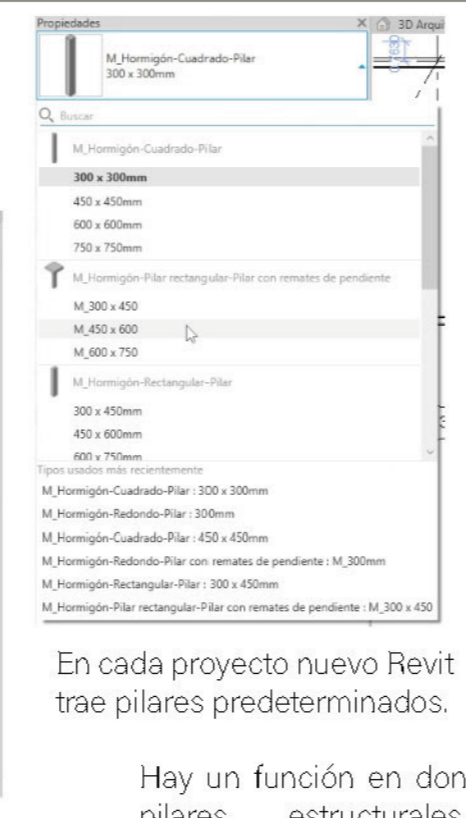 Propiedades
3D Arqui
M_Hormigón-Cuadrado-Pilar
300 x 300mm
Buscar
M_Hormigón-Cuadrado-Pilar
300 x 300mm
450 x 450mm
600 x 600mm
750 x 750mm
M_Hormigón-Pilar rectangular-Pilar con remates de pendiente
M_300 x 450
M_450 x 600
M_600 x 750
M_Hormigón-Rectangular-Pilar
300 x 450mm
450 x 600mm
600 x 750mm
Tipos usados más recientemente
M_Hormigón-Cuadrado-Pilar : 300 x 300mm
M_Hormigón-Redondo-Pilar : 300mm
M_Hormigón-Cuadrado-Pilar : 450 x 450mm
M_Hormigón-Redondo-Pilar con remates de pendiente : M_300mm
M_Hormigón-Rectangular-Pilar : 300 x 450mm
M_Hormigón-Pilar rectangular-Pilar con remates de pendiente : M_300 x 450
En cada proyecto nuevo Revit
trae pilares predeterminados.
Hay un función en don
pilares estructurales